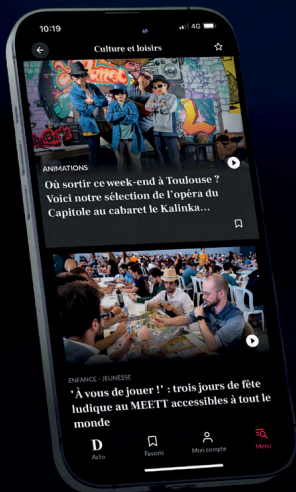 10:19
4G
Culture et loisirs
ANIMATIONS
Où sortir ce week-end à Toulouse ?
Voici notre sélection de l'opéra du
Capitole au cabaret le Kalinka...
ENFANCE - JEUNESSE
'À vous de jouer !' : trois jours de fête
ludique au MEETT accessibles à tout le
monde
D
Actu
Favoris
Mon compte
Menu